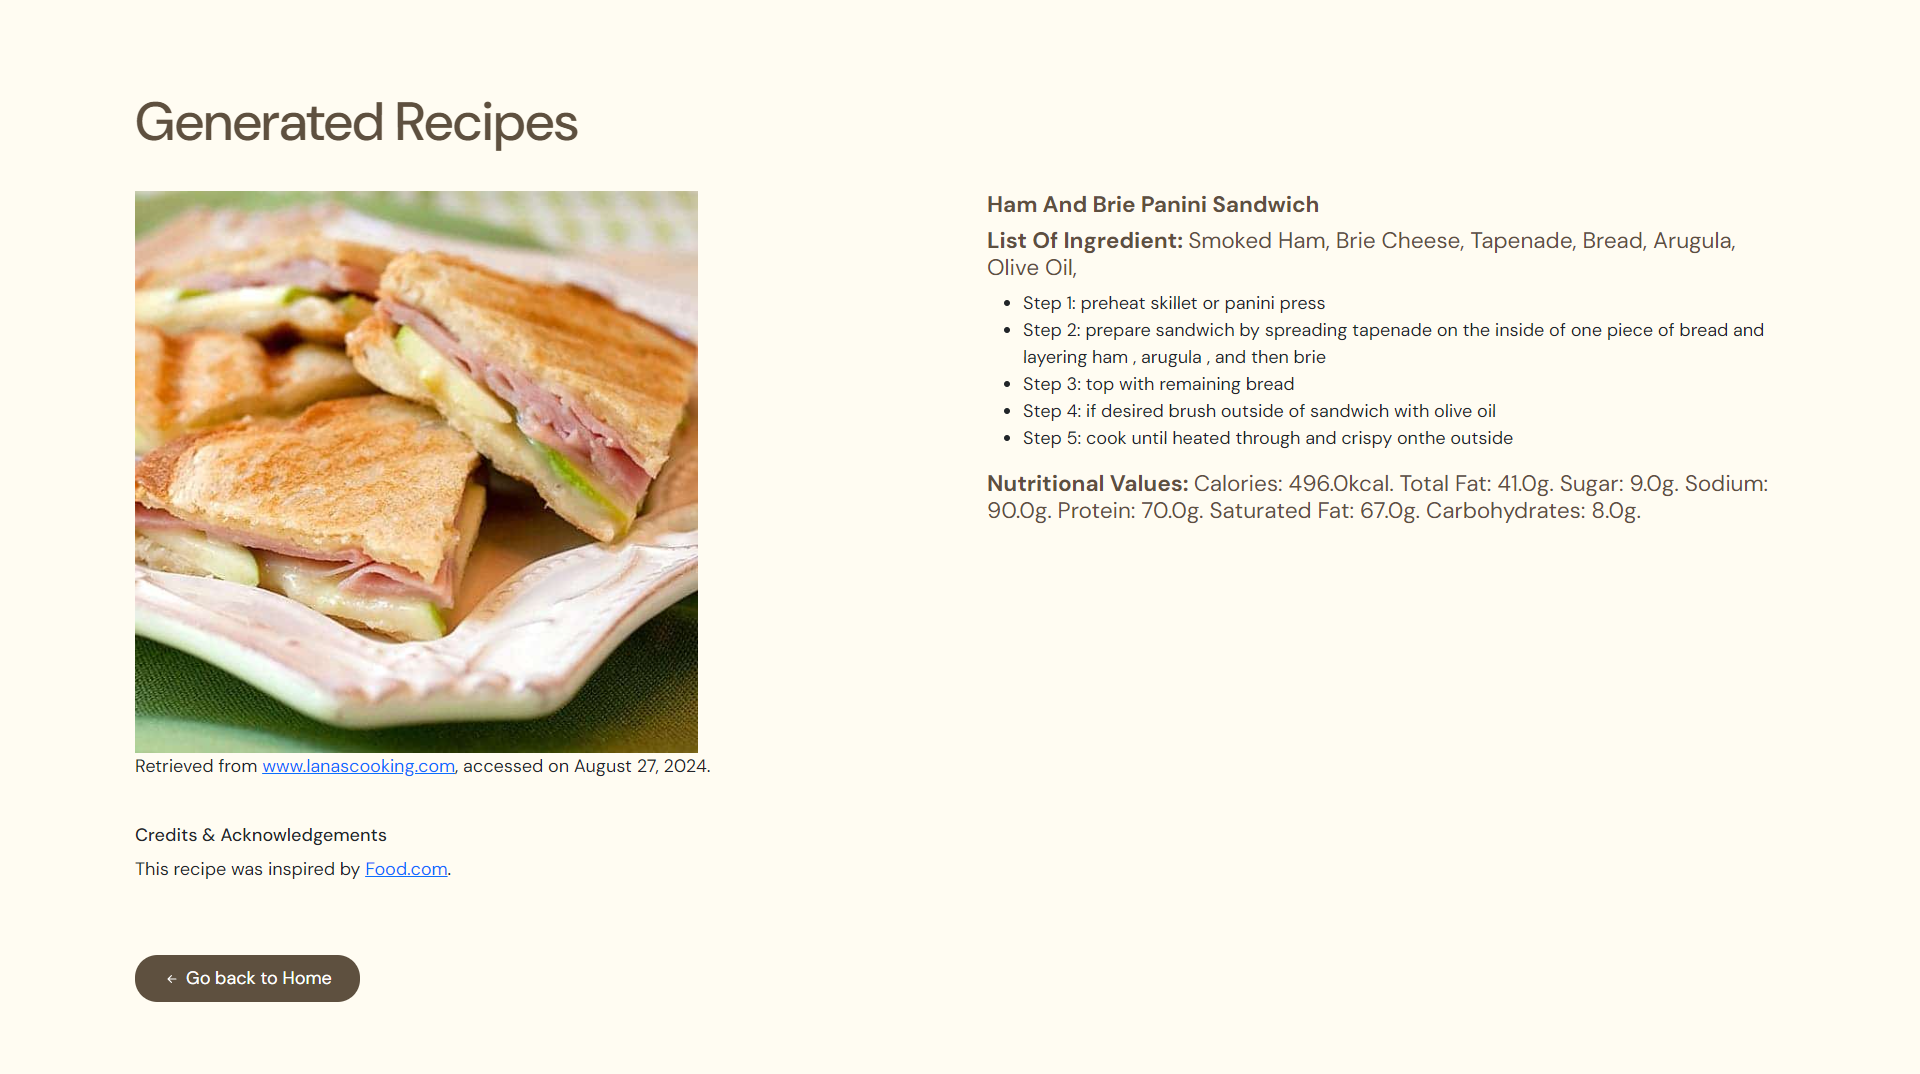 Generated Recipes
Ham And Brie Panini Sandwich
List Of Ingredient: Smoked Ham, Brie Cheese, Tapenade, Bread, Arugula,
Olive Oil,
• Step 1: preheat skillet or panini press
• Step 2: prepare sandwich by spreading tapenade on the inside of one piece of bread and
layering ham , arugula , and then brie
• Step 3: top with remaining bread
• Step 4: if desired brush outside of sandwich with olive oil
• Step 5: cook until heated through and crispy onthe outside
Nutritional Values: Calories: 496.0kcal. Total Fat: 41.0g. Sugar: 9.0g. Sodium:
90.0g. Protein: 70.0g. Saturated Fat: 67.0g. Carbohydrates: 8.0g.
Retrieved from www.lanascooking.com, accessed on August 27, 2024.
Credits & Acknowledgements
This recipe was inspired by Food.com.
← Go back to Home